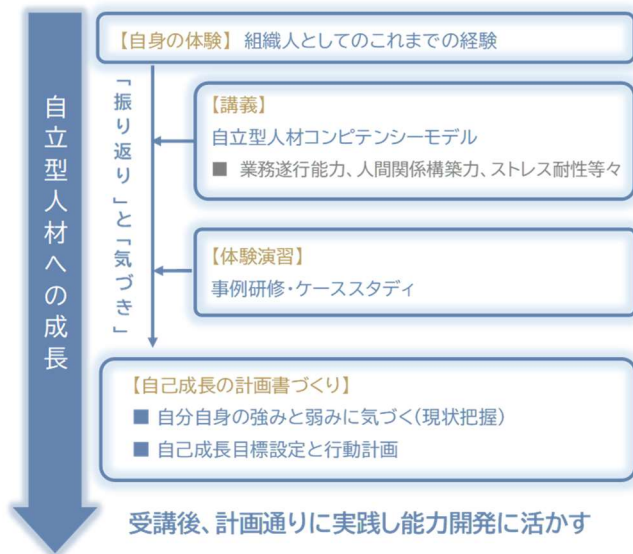 自立型人材への成長
【自身の体験】 組織人としてのこれまでの経験
「振り返り」と「気づき」
【講義】
自立型人材コンピテンシーモデル
■ 業務遂行能力、人間関係構築力、ストレス耐性等々
【体験演習】
事例研修・ケーススタディ
【自己成長の計画書づくり】
■ 自分自身の強みと弱みに気づく(現状把握)
■ 自己成長目標設定と行動計画
受講後、計画通りに実践し能力開発に活かす